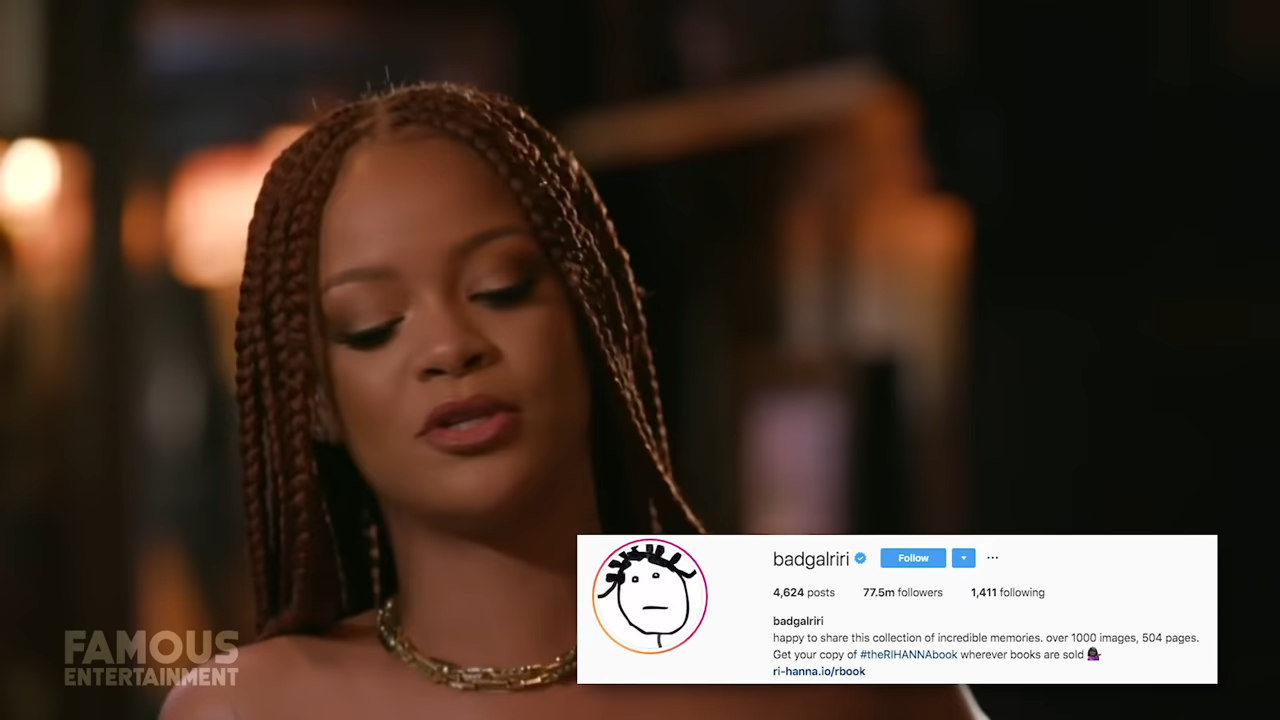 badgalriri Follow ...
4,624 posts 77.5m followers 1,411 following
badgalriri
happy to share this collection of incredible memories. over 1000 images, 504 pages.
Get your copy of #theRIHANNAbook wherever books are sold 💁🏿‍♀️
ri-hanna.io/rbook
FAMOUS
ENTERTAINMENT